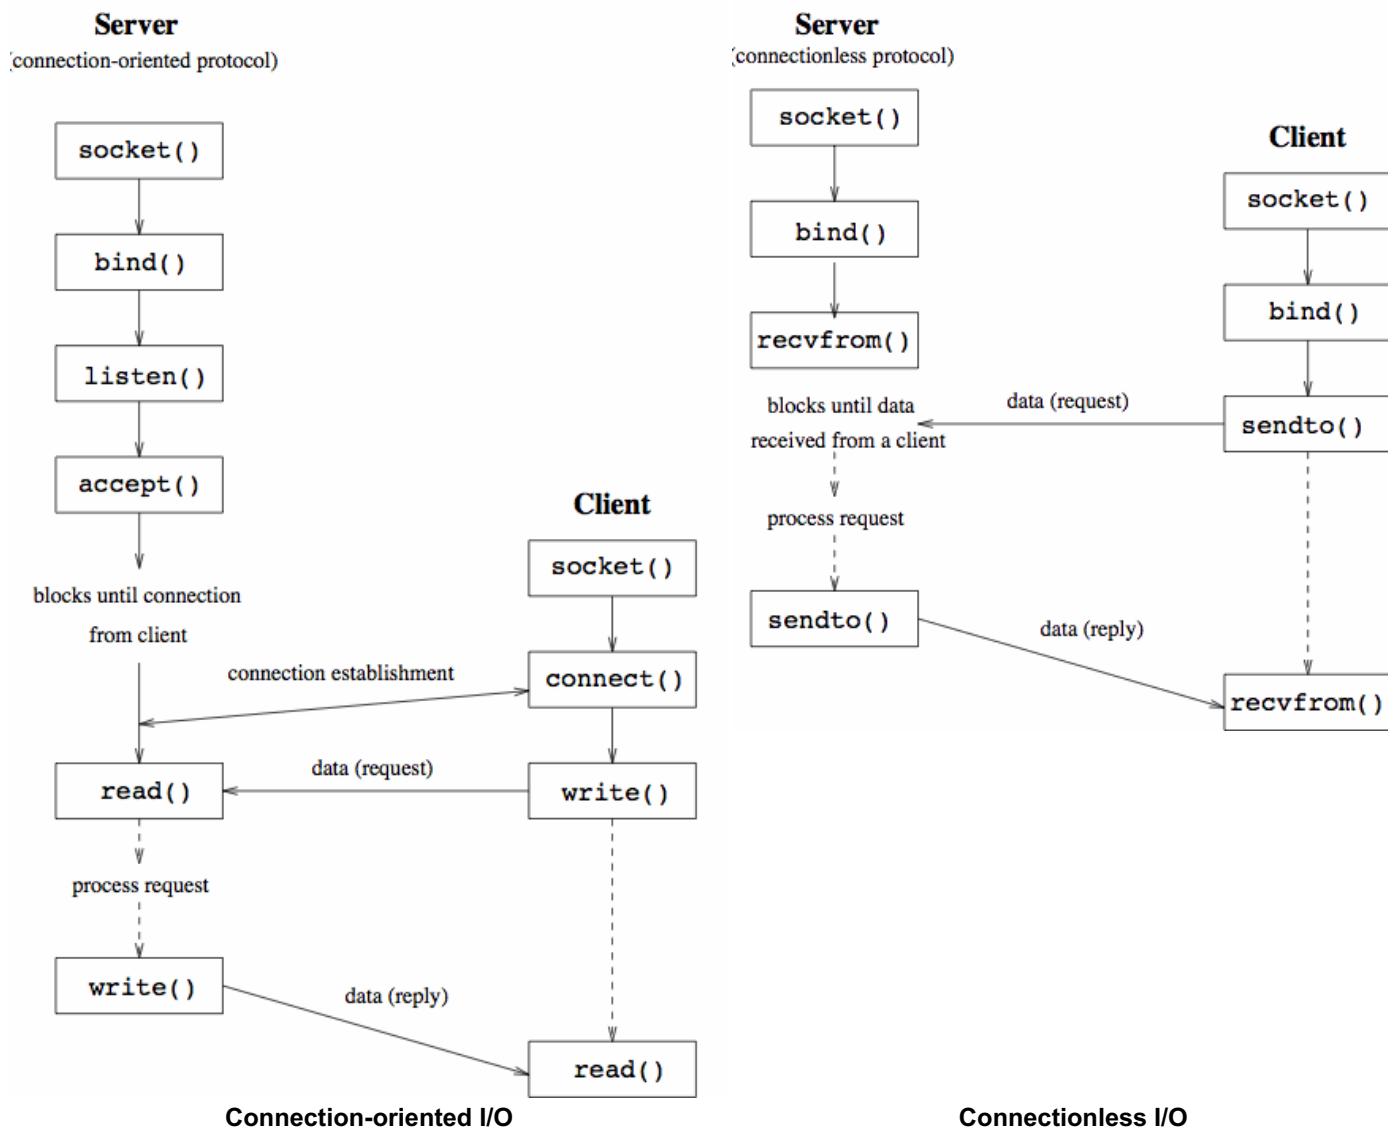 Server
(connection-oriented protocol)
socket()
bind()
listen()
accept()
blocks until connection
from client
Client
socket()
connection establishment
connect()
read()
data (request)
write()
process request
write()
data (reply)
read()
Connection-oriented I/O
Server
(connectionless protocol)
socket()
Client
socket()
bind()
bind()
recvfrom()
blocks until data
received from a client
data (request)
sendto()
process request
sendto()
data (reply)
recvfrom()
Connectionless I/O